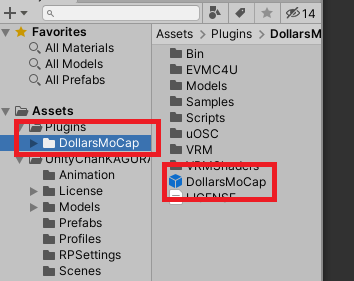 14
Favorites
All Materials
All Models
All Prefabs
Assets
Plugins
DollarsMoCap
UnityChanKAGURA
Animation
License
Models
Prefabs
Profiles
RPSettings
Scenes
Assets > Plugins > DollarsM
Bin
EVMC4U
Models
Samples
Scripts
uOSC
VRM
VRMShaders
DollarsMoCap
LICENSE